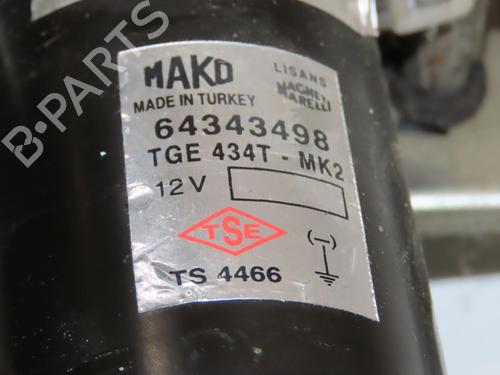 MAKO
LISANS
MAGNETI
MARELLI
MADE IN TURKEY
64343498
TGE 434T - MK2
12 V
TSE
(–)
TS 4466
B-PARTS